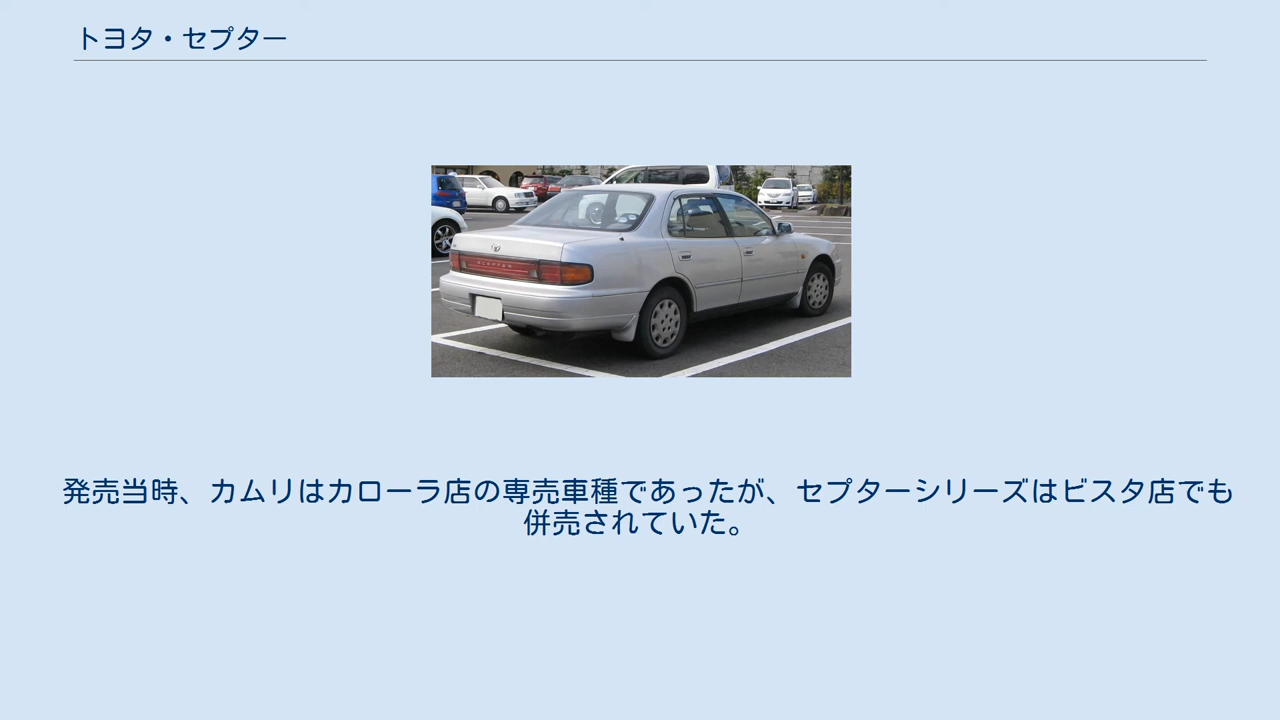 トヨタ・セプター
SCEPTER
発売当時、カムリはカローラ店の専売車種であったが、セプターシリーズはビスタ店でも
併売されていた。